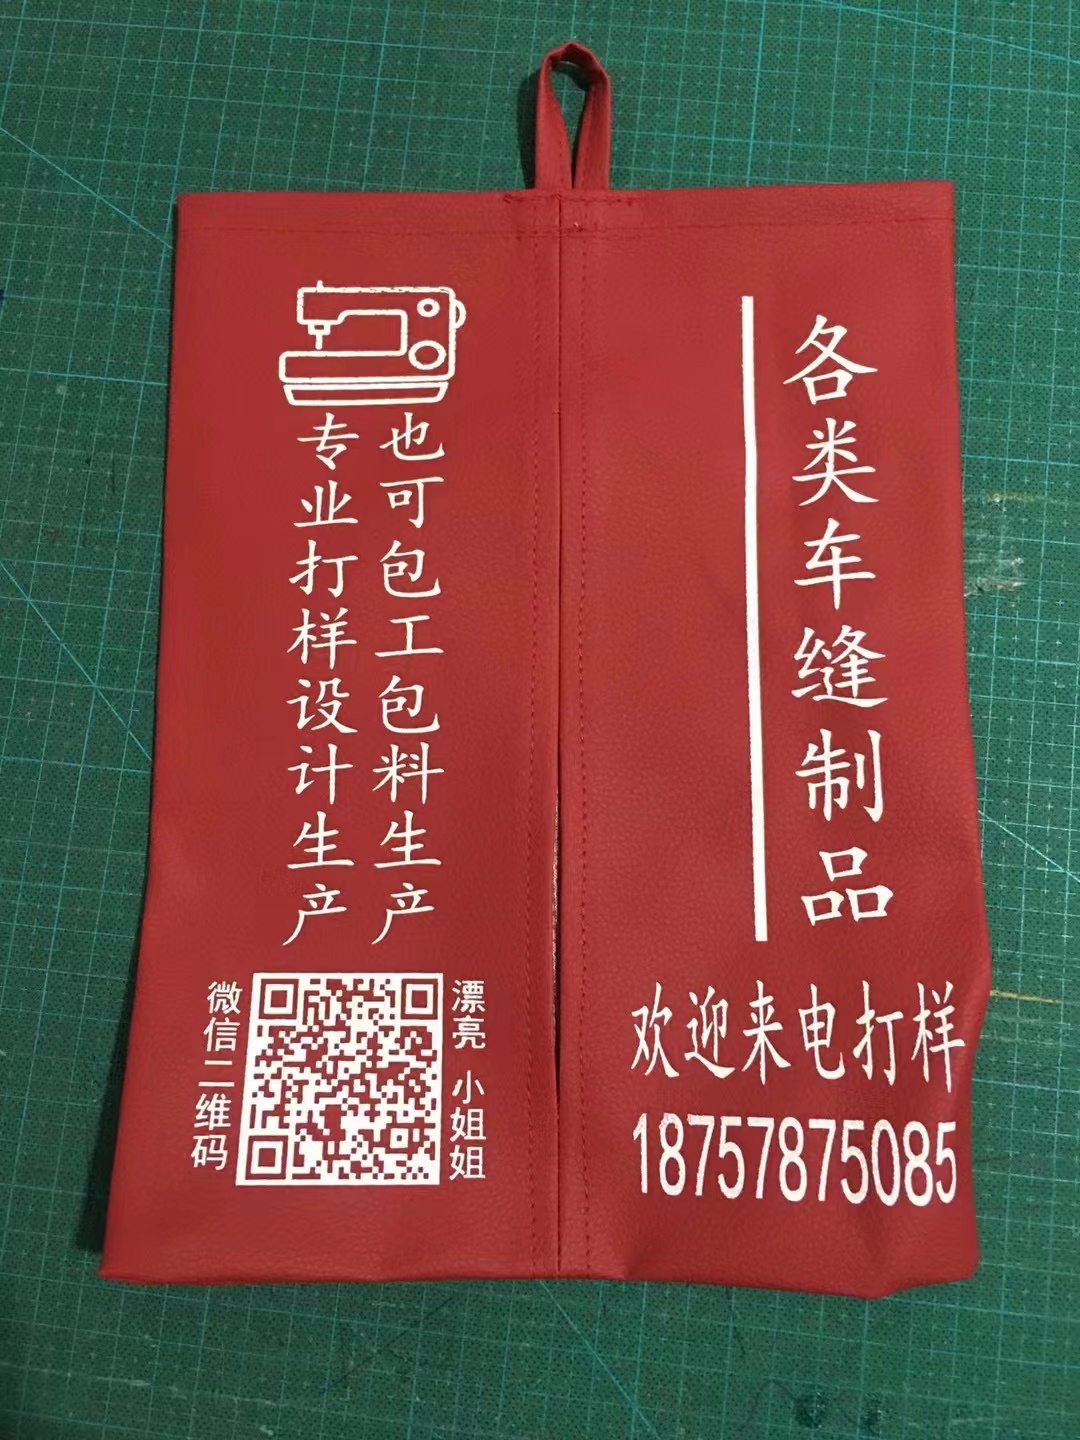 各类车缝制品
欢迎来电打样
18757875085
也可包工包料生产
专业打样设计生产
微信二维码
漂亮 小姐姐